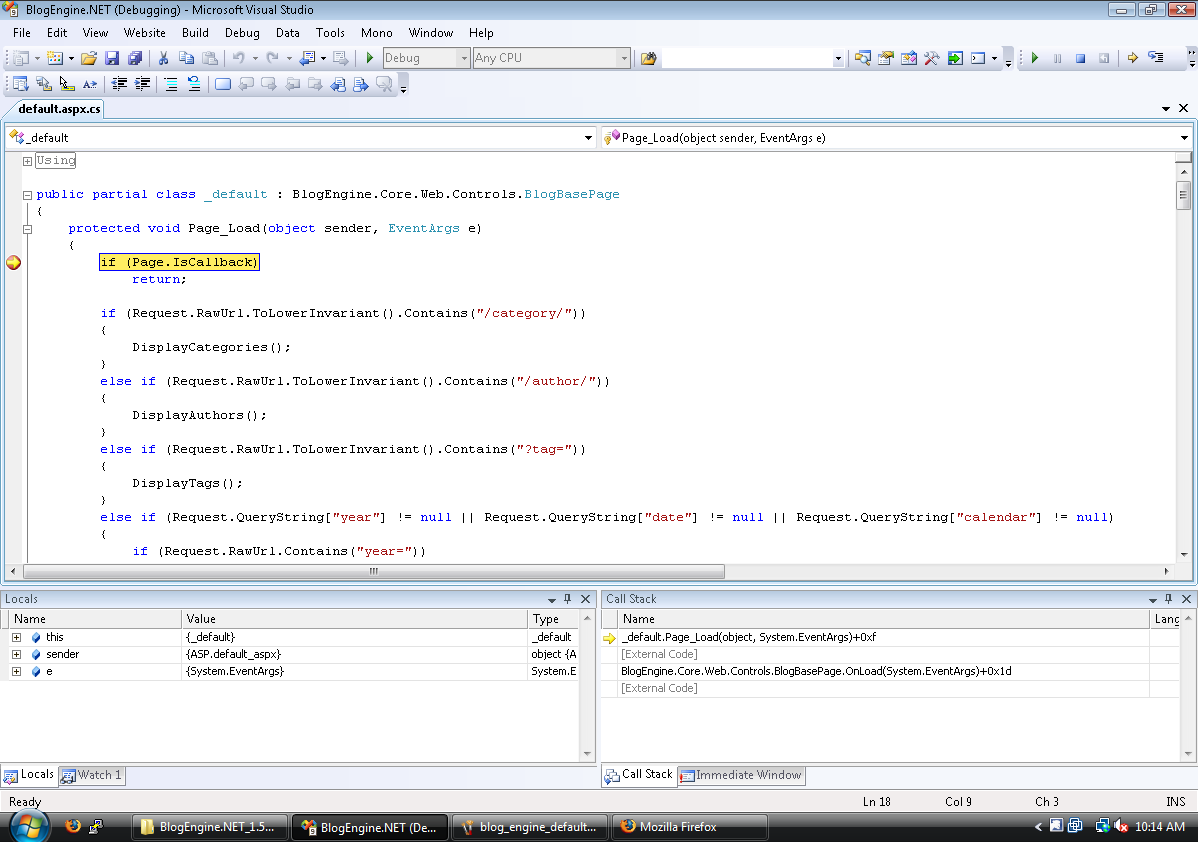 BlogEngine.NET (Debugging) - Microsoft Visual Studio
File Edit View Website Build Debug Data Tools Mono Window Help
Debug Any CPU
default.aspx.cs
_default Page_Load(object sender, EventArgs e)
Using
public partial class _default : BlogEngine.Core.Web.Controls.BlogBasePage
{
protected void Page_Load(object sender, EventArgs e)
{
if (Page.IsCallback)
return;
if (Request.RawUrl.ToLowerInvariant().Contains("/category/"))
{
DisplayCategories();
}
else if (Request.RawUrl.ToLowerInvariant().Contains("/author/"))
{
DisplayAuthors();
}
else if (Request.RawUrl.ToLowerInvariant().Contains("?tag="))
{
DisplayTags();
}
else if (Request.QueryString["year"] != null || Request.QueryString["date"] != null || Request.QueryString["calendar"] != null)
{
if (Request.RawUrl.Contains("year="))
Locals
Name Value Type
this {_default} _default
sender {ASP.default_aspx} object {A
e {System.EventArgs} System.E
Locals Watch 1
Call Stack
Name Lang
_default.Page_Load(object, System.EventArgs)+0xf
[External Code]
BlogEngine.Core.Web.Controls.BlogBasePage.OnLoad(System.EventArgs)+0x1d
[External Code]
Call Stack Immediate Window
Ready Ln 18 Col 9 Ch 3 INS
BlogEngine.NET_1.5... BlogEngine.NET (De... blog_engine_default... Mozilla Firefox 10:14 AM